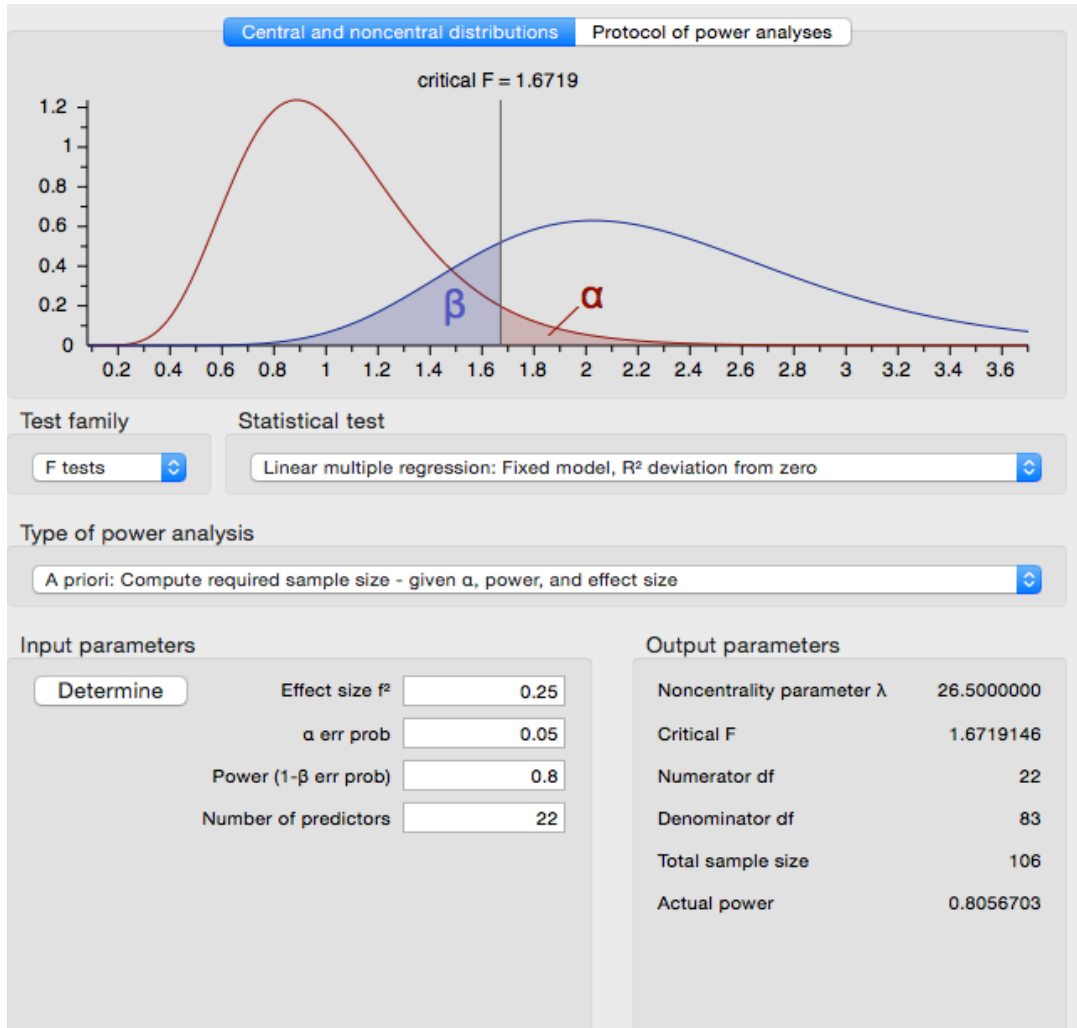 Central and noncentral distributions Protocol of power analyses
critical F = 1.6719
1.2
1
0.8
0.6
0.4
0.2
0
β
α
0.2 0.4 0.6 0.8 1 1.2 1.4 1.6 1.8 2 2.2 2.4 2.6 2.8 3 3.2 3.4 3.6
Test family Statistical test
F tests Linear multiple regression: Fixed model, R² deviation from zero
Type of power analysis
A priori: Compute required sample size - given α, power, and effect size
Input parameters Output parameters
Determine Effect size f² 0.25 Noncentrality parameter λ 26.5000000
α err prob 0.05 Critical F 1.6719146
Power (1-β err prob) 0.8 Numerator df 22
Number of predictors 22 Denominator df 83
Total sample size 106
Actual power 0.8056703